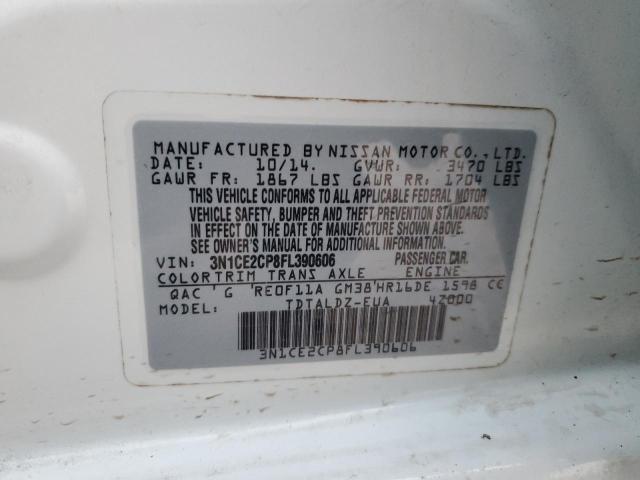 MANUFACTURED BY NISSAN MOTOR CO., LTD.
DATE: 10/14. GVWR: 3470 LBS
GAWR FR: 1867 LBS GAWR RR: 1704 LBS
THIS VEHICLE CONFORMS TO ALL APPLICABLE FEDERAL MOTOR
VEHICLE SAFETY, BUMPER AND THEFT PREVENTION STANDARDS
IN EFFECT ON THE DATE OF MANUFACTURE SHOWN ABOVE.
SEE OWNER'S MANUAL FOR ADDITIONAL INFORMATION.
VIN: 3N1CE2CP8FL390606 PASSENGER CAR.
COLOR TRIM TRANS AXLE ENGINE
QAC ' G 'RE0F11A GM38'HR16DE 1598 CC
MODEL: TDTALDZ-EUA 4Z000
3N1CE2CP8FL390606